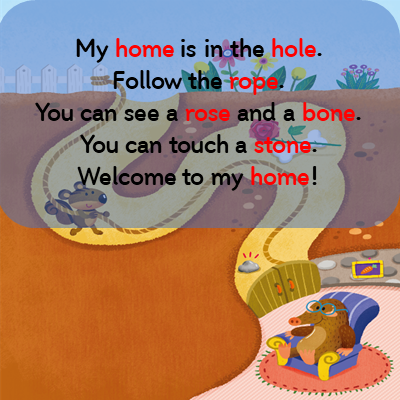 My home is in the hole.
Follow the rope.
You can see a rose and a bone.
You can touch a stone.
Welcome to my home!